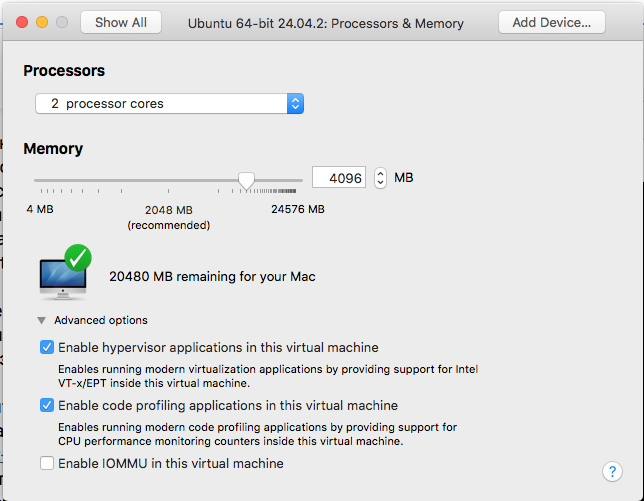 Show All
Ubuntu 64-bit 24.04.2: Processors & Memory
Add Device...
Processors
2 processor cores
Memory
4096 MB
4 MB
2048 MB
24576 MB
(recommended)
20480 MB remaining for your Mac
Advanced options
Enable hypervisor applications in this virtual machine
Enables running modern virtualization applications by providing support for Intel
VT-x/EPT inside this virtual machine.
Enable code profiling applications in this virtual machine
Enables running modern code profiling applications by providing support for
CPU performance monitoring counters inside this virtual machine.
Enable IOMMU in this virtual machine
?